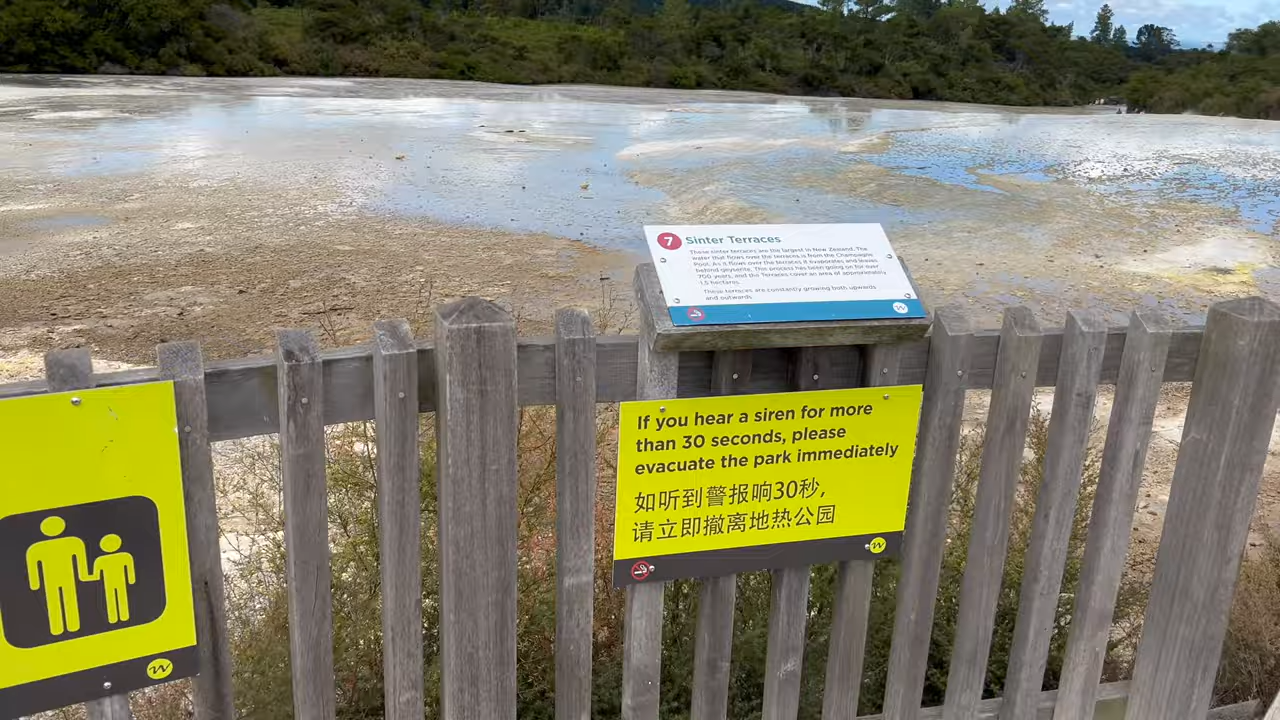 7 Sinter Terraces
These sinter terraces are the largest in New Zealand. The
water that flows over the terraces is from the Champagne
Pool. As it flows over the terraces it evaporates and leaves
behind geyserite. This process has been going on for over
700 years, and the Terraces cover an area of approximately
1.5 hectares.
These terraces are constantly growing both upwards
and outwards.
If you hear a siren for more
than 30 seconds, please
evacuate the park immediately
如听到警报响30秒,
请立即撤离地热公园